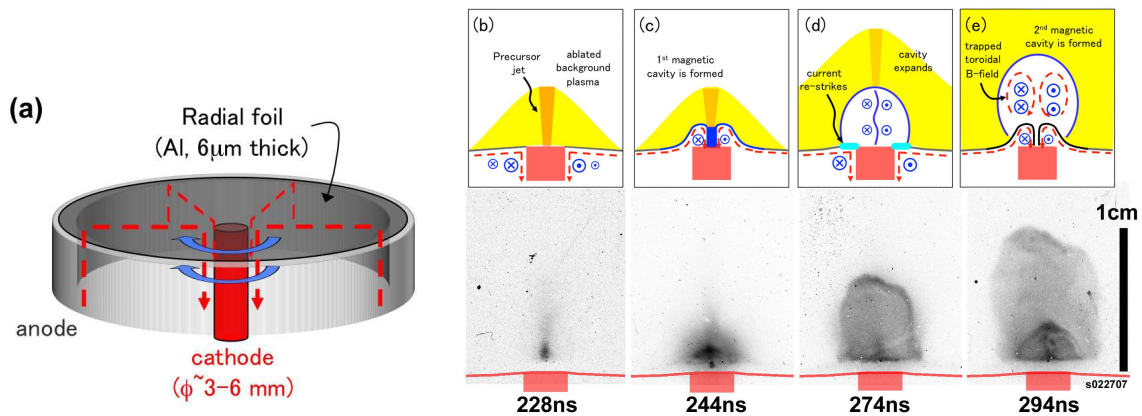 (a)
Radial foil
(Al, 6μm thick)
anode
cathode
(ϕ~3-6 mm)
(b)
Precursor
jet
ablated
background
plasma
(c)
1st magnetic
cavity is formed
(d)
cavity
expands
current
re-strikes
(e)
2nd magnetic
cavity is formed
trapped
toroidal
B-field
1cm
s022707
228ns
244ns
274ns
294ns